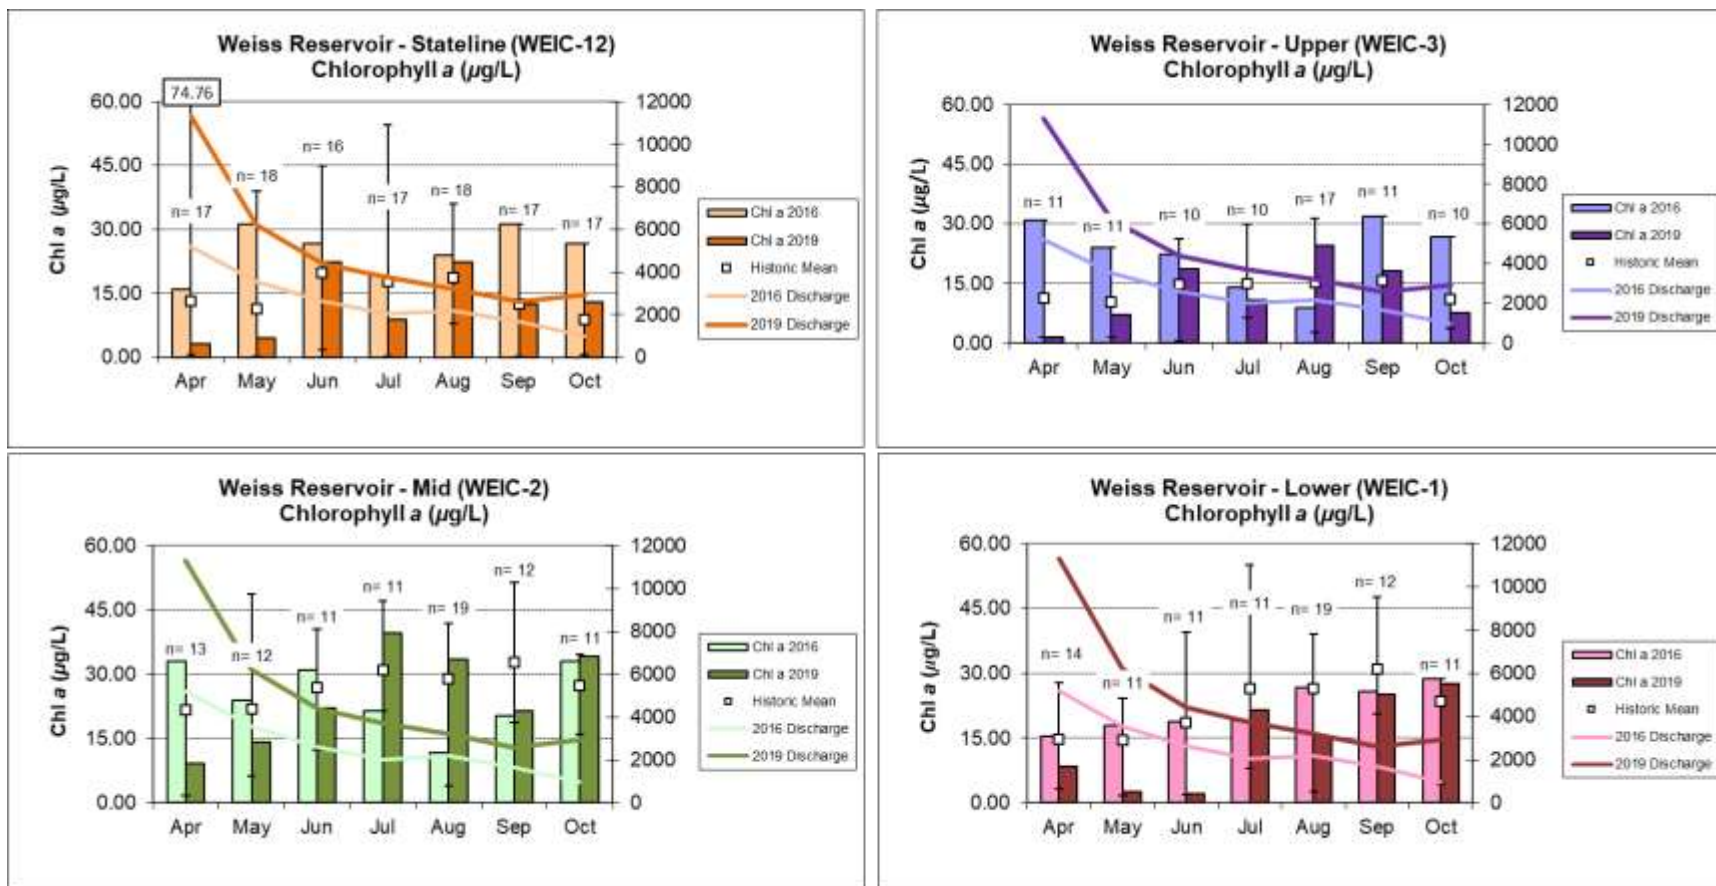 Weiss Reservoir - Stateline (WEIC-12)
Chlorophyll a (µg/L)
74.76
60.00
45.00
30.00
15.00
0.00
Chl a (µg/L)
12000
10000
8000
6000
4000
2000
0
n= 17
n= 18
n= 16
n= 17
n= 18
n= 17
n= 17
Apr May Jun Jul Aug Sep Oct
Chl a 2016
Chl a 2019
Historic Mean
2016 Discharge
2019 Discharge
Weiss Reservoir - Upper (WEIC-3)
Chlorophyll a (µg/L)
60.00
45.00
30.00
15.00
0.00
Chl a (µg/L)
12000
10000
8000
6000
4000
2000
0
n= 11
n= 11
n= 10
n= 10
n= 17
n= 11
n= 10
Apr May Jun Jul Aug Sep Oct
Chl a 2016
Chl a 2019
Historic Mean
2016 Discharge
2019 Discharge
Weiss Reservoir - Mid (WEIC-2)
Chlorophyll a (µg/L)
60.00
45.00
30.00
15.00
0.00
Chl a (µg/L)
12000
10000
8000
6000
4000
2000
0
n= 13
n= 12
n= 11
n= 11
n= 19
n= 12
n= 11
Apr May Jun Jul Aug Sep Oct
Chl a 2016
Chl a 2019
Historic Mean
2016 Discharge
2019 Discharge
Weiss Reservoir - Lower (WEIC-1)
Chlorophyll a (µg/L)
60.00
45.00
30.00
15.00
0.00
Chl a (µg/L)
12000
10000
8000
6000
4000
2000
0
n= 14
n= 11
n= 11
n= 11
n= 19
n= 12
n= 11
Apr May Jun Jul Aug Sep Oct
Chl a 2016
Chl a 2019
Historic Mean
2016 Discharge
2019 Discharge